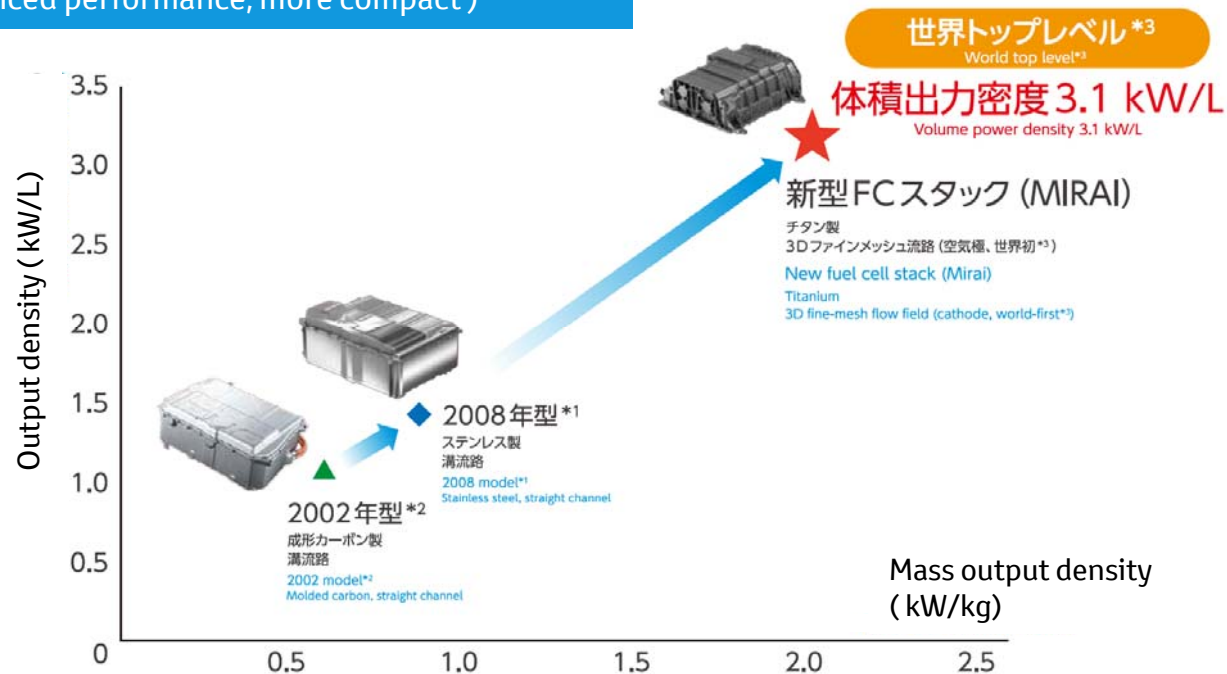 performance, more compact )
世界トップレベル*3
World top level*3
体積出力密度3.1 kW/L
Volume power density 3.1 kW/L
新型FCスタック (MIRAI)
チタン製
3Dファインメッシュ流路 (空気極、世界初*3)
New fuel cell stack (Mirai)
Titanium
3D fine-mesh flow field (cathode, world-first*3)
2008年型*1
ステンレス製
溝流路
2008 model*1
Stainless steel, straight channel
2002年型*2
成形カーボン製
溝流路
2002 model*2
Molded carbon, straight channel
Output density ( kW/L)
3.5
3.0
2.5
2.0
1.5
1.0
0.5
0
0.5
1.0
1.5
2.0
2.5
Mass output density
( kW/kg)